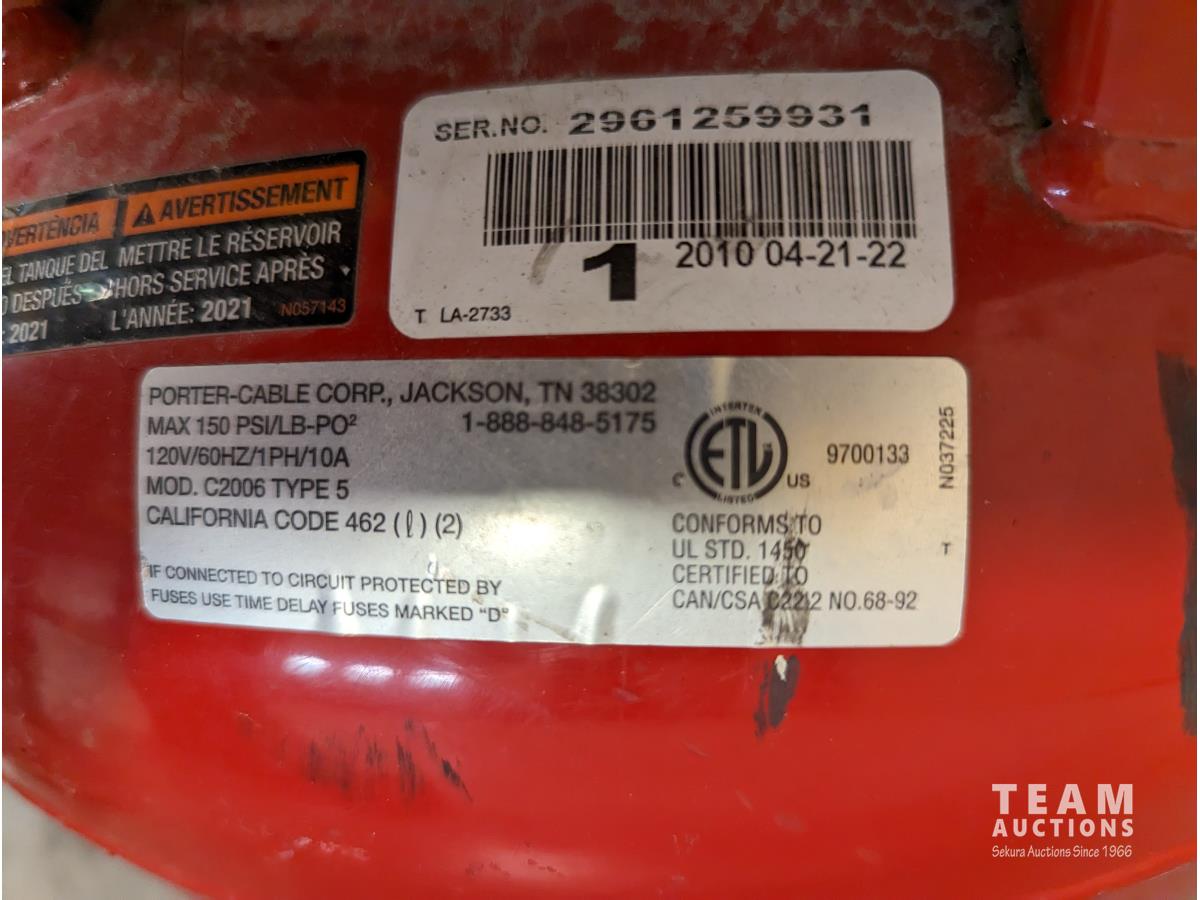 SER.NO. 2961259931
1 2010 04-21-22
T LA-2733
AVERTISSEMENT
EL TANQUE DEL
DESPUÉS
2021
METTRE LE RÉSERVOIR
HORS SERVICE APRÈS
L'ANNÉE: 2021 N057143
PORTER-CABLE CORP., JACKSON, TN 38302
MAX 150 PSI/LB-PO² 1-888-848-5175
120V/60HZ/1PH/10A
MOD. C2006 TYPE 5
CALIFORNIA CODE 462 (ℓ) (2)
IF CONNECTED TO CIRCUIT PROTECTED BY
FUSES USE TIME DELAY FUSES MARKED "D"
INTERTEK
ETL
LISTED
C US
9700133
CONFORMS TO
UL STD. 1450
CERTIFIED TO
CAN/CSA C22.2 NO.68-92
N037225
T
TEAM
AUCTIONS
Sekura Auctions Since 1966